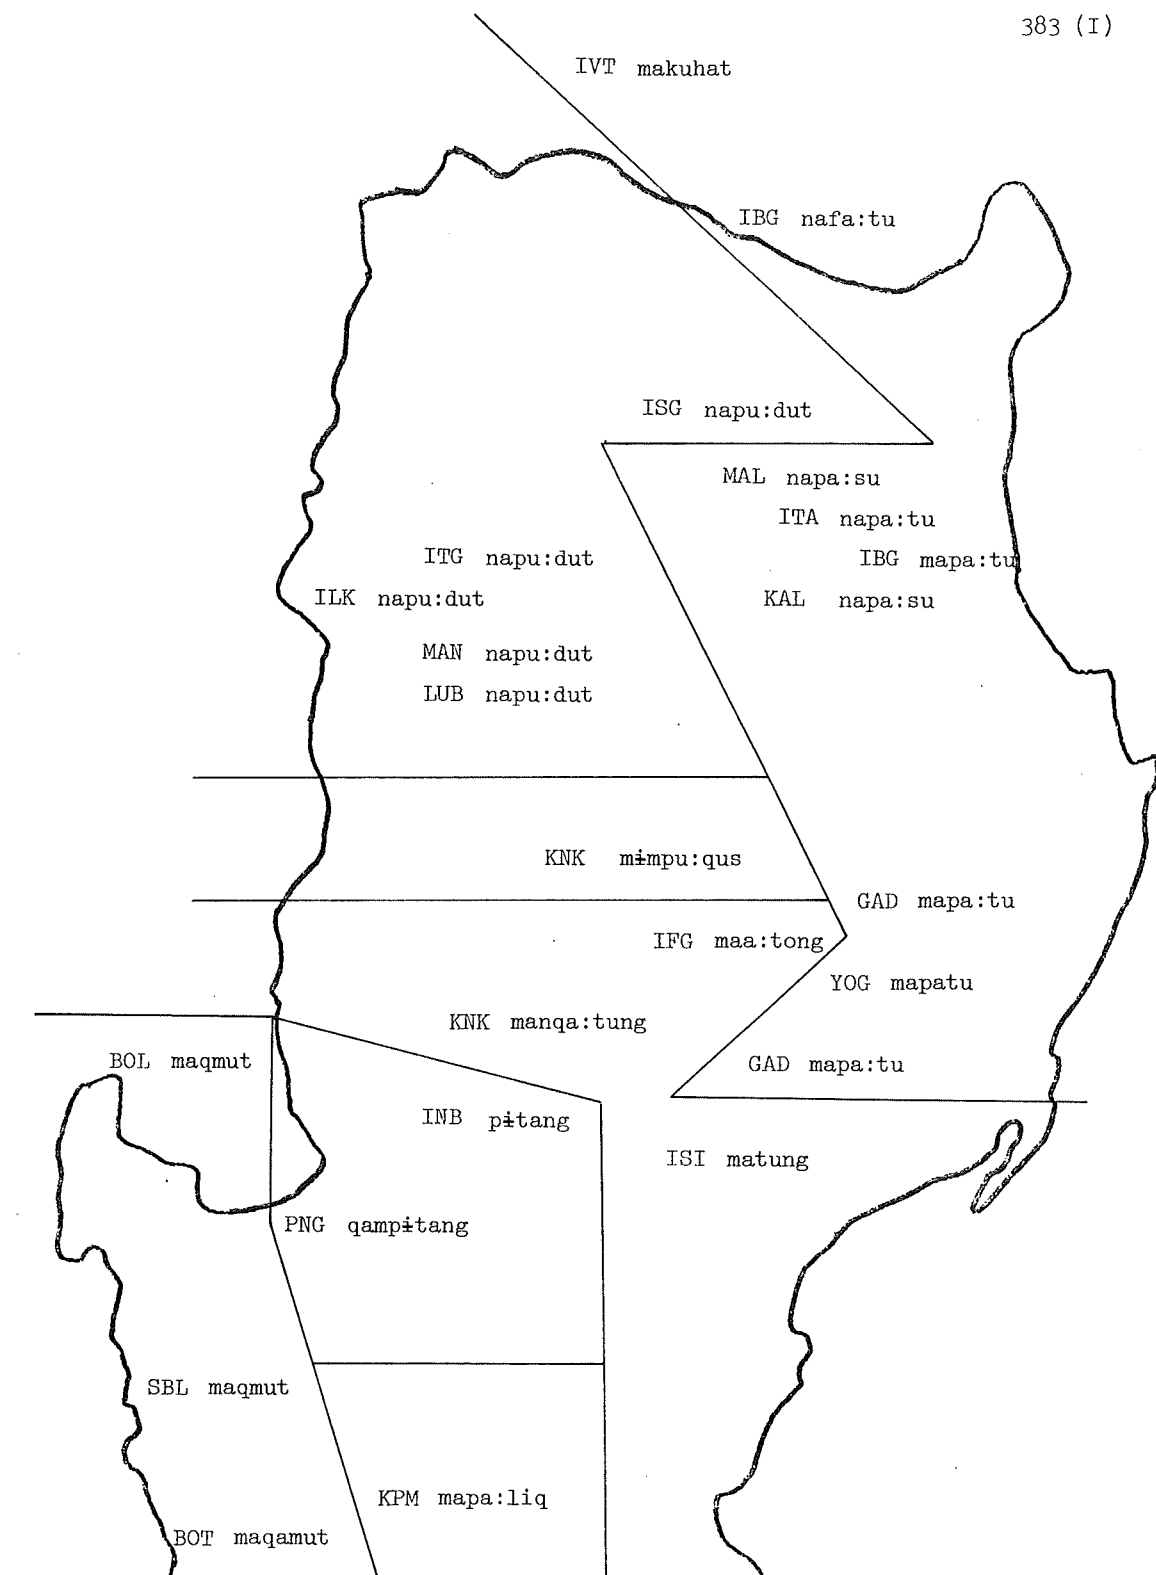 383 (I)
IVT makuhat
IBG nafa:tu
ISG napu:dut
MAL napa:su
ITA napa:tu
ITG napu:dut
IBG mapa:tu
ILK napu:dut
KAL napa:su
MAN napu:dut
LUB napu:dut
KNK mɨmpu:qus
GAD mapa:tu
IFG maa:tong
YOG mapatu
KNK manqa:tung
BOL maqmut
GAD mapa:tu
INB pɨtang
ISI matung
PNG qampɨtang
SBL maqmut
KPM mapa:liq
BOT maqamut